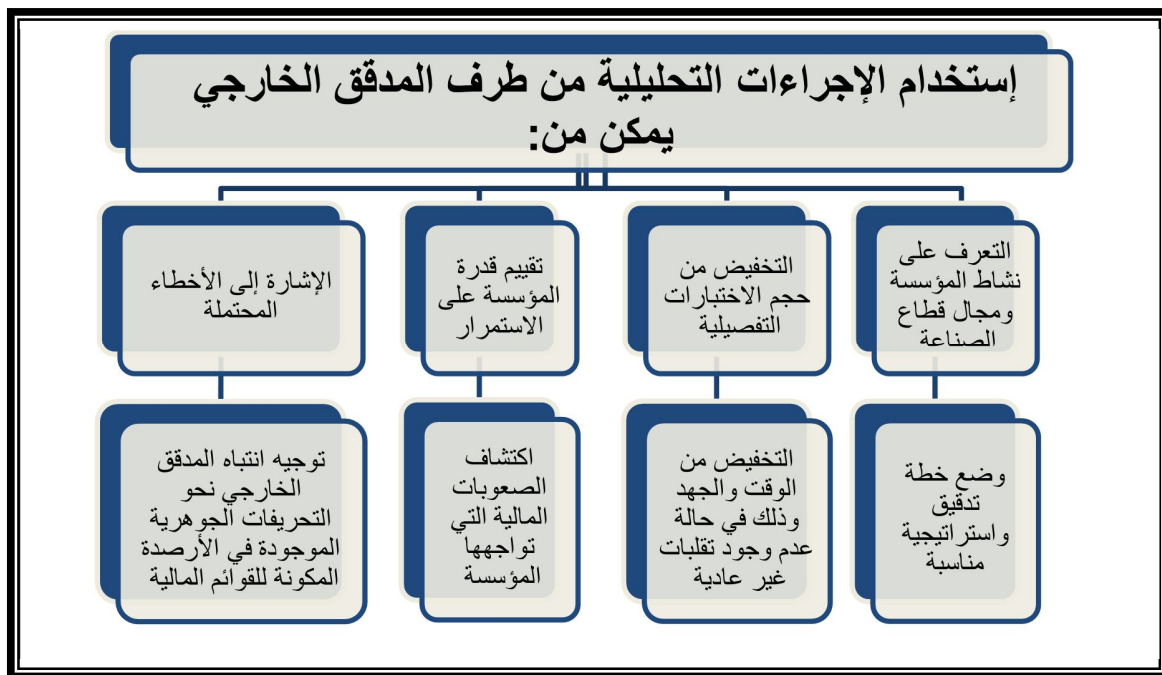 إستخدام الإجراءات التحليلية من طرف المدقق الخارجي
يمكن من:
التعرف على
نشاط المؤسسة
ومجال قطاع
الصناعة
التخفيض من
حجم الاختبارات
التفصيلية
تقييم قدرة
المؤسسة على
الاستمرار
الإشارة إلى الأخطاء
المحتملة
وضع خطة
تدقيق
واستراتيجية
مناسبة
التخفيض من
الوقت والجهد
وذلك في حالة
عدم وجود تقلبات
غير عادية
اكتشاف
الصعوبات
المالية التي
تواجهها
المؤسسة
توجيه انتباه المدقق
الخارجي نحو
التحريفات الجوهرية
الموجودة في الأرصدة
المكونة للقوائم المالية